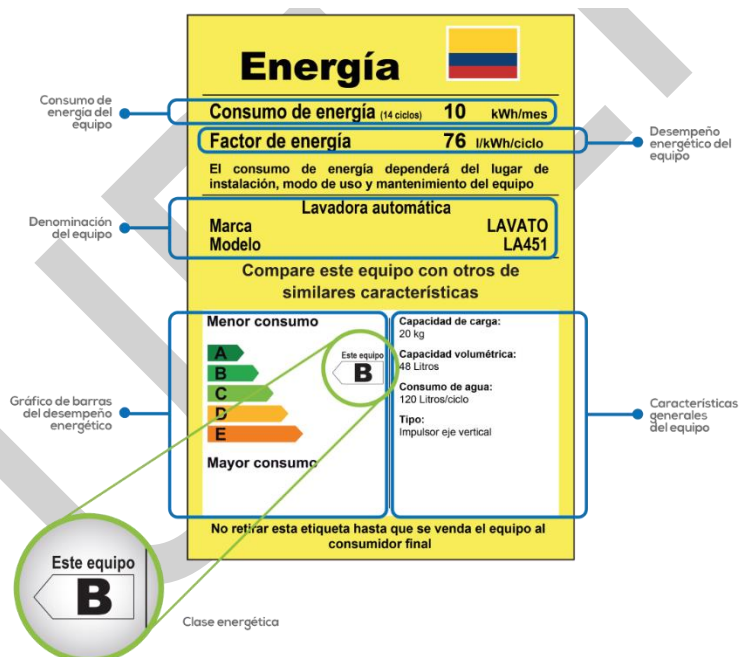 Energía
Consumo de energía (14 ciclos) 10 kWh/mes
Factor de energía 76 l/kWh/ciclo
El consumo de energía dependerá del lugar de
instalación, modo de uso y mantenimiento del equipo
Lavadora automática
Marca LAVATO
Modelo LA451
Compare este equipo con otros de
similares características
Menor consumo
A
B
C
D
E
Mayor consumo
Este equipo
B
Capacidad de carga:
20 kg
Capacidad volumétrica:
48 Litros
Consumo de agua:
120 Litros/ciclo
Tipo:
Impulsor eje vertical
No retirar esta etiqueta hasta que se venda el equipo al
consumidor final
Consumo de
energía del
equipo
Denominación
del equipo
Gráfico de barras
del desempeño
energético
Desempeño
energético del
equipo
Características
generales
del equipo
Este equipo
B
Clase energética